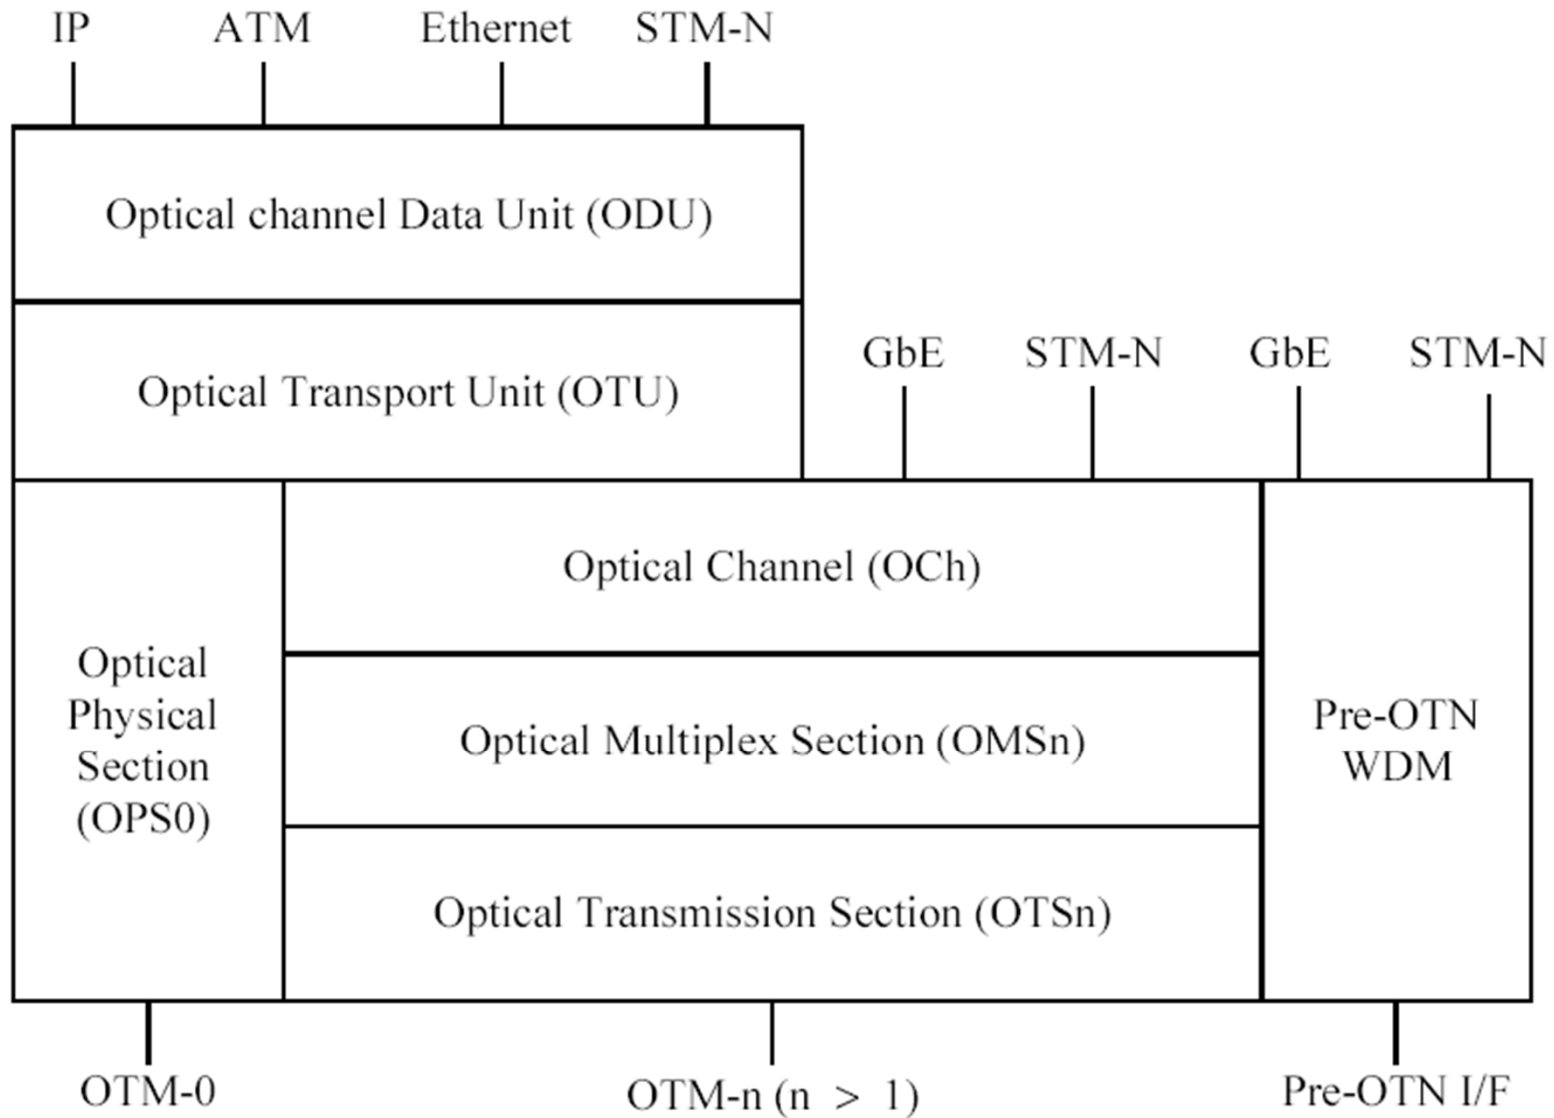 IP ATM Ethernet STM-N
Optical channel Data Unit (ODU)
Optical Transport Unit (OTU)
GbE STM-N GbE STM-N
Optical Channel (OCh)
Optical
Physical
Section
(OPS0)
Optical Multiplex Section (OMSn)
Pre-OTN
WDM
Optical Transmission Section (OTSn)
OTM-0
OTM-n (n > 1)
Pre-OTN I/F